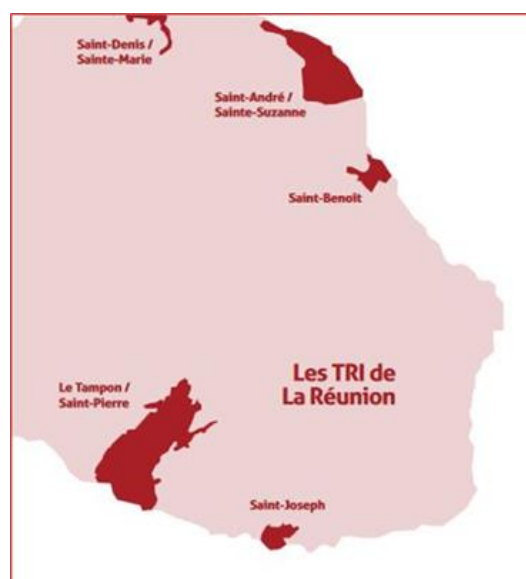 Saint-Denis /
Sainte-Marie
Saint-André /
Sainte-Suzanne
Saint-Benoît
Les TRI de
La Réunion
Le Tampon /
Saint-Pierre
Saint-Joseph